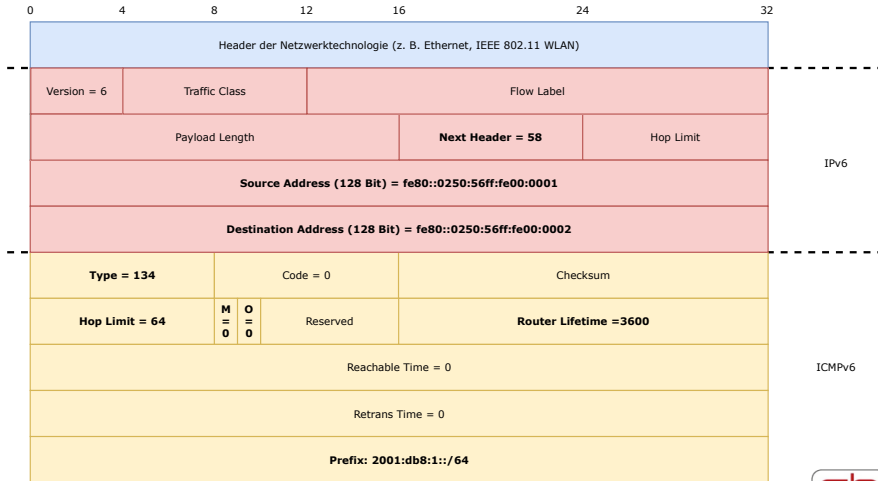 0 4 8 12 16 24 32
Header der Netzwerktechnologie (z. B. Ethernet, IEEE 802.11 WLAN)
Version = 6 Traffic Class Flow Label
Payload Length Next Header = 58 Hop Limit
IPv6
Source Address (128 Bit) = fe80::0250:56ff:fe00:0001
Destination Address (128 Bit) = fe80::0250:56ff:fe00:0002
Type = 134 Code = 0 Checksum
Hop Limit = 64 M = 0 O = 0 Reserved Router Lifetime =3600
Reachable Time = 0
ICMPv6
Retrans Time = 0
Prefix: 2001:db8:1::/64